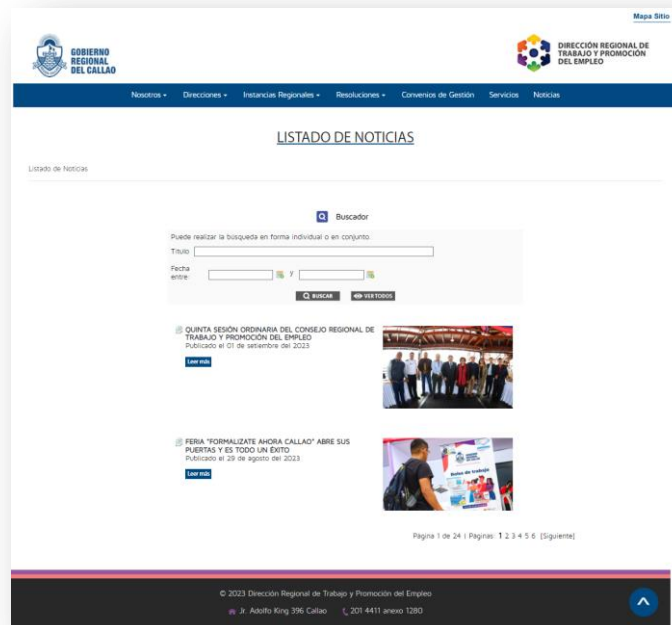 Mapa Sitio
GOBIERNO
REGIONAL
DEL CALLAO
DIRECCIÓN REGIONAL DE
TRABAJO Y PROMOCIÓN
DEL EMPLEO
Nosotros Direcciones Instancias Regionales Resoluciones Convenios de Gestión Servicios Noticias
LISTADO DE NOTICIAS
Listado de Noticias
Buscador
Puede realizar la búsqueda en forma individual o en conjunto.
Título
Fecha
entre y
BUSCAR VER TODOS
QUINTA SESIÓN ORDINARIA DEL CONSEJO REGIONAL DE
TRABAJO Y PROMOCIÓN DEL EMPLEO
Publicado el 01 de setiembre del 2023
Leer más
FERIA "FORMALIZATE AHORA CALLAO" ABRE SUS
PUERTAS Y ES TODO UN ÉXITO
Publicado el 29 de agosto del 2023
Leer más
Bolsa de trabajo
Página 1 de 24 | Páginas: 1 2 3 4 5 6 [Siguiente]
© 2023 Dirección Regional de Trabajo y Promoción del Empleo
Jr. Adolfo King 396 Callao 201 4411 anexo 1280